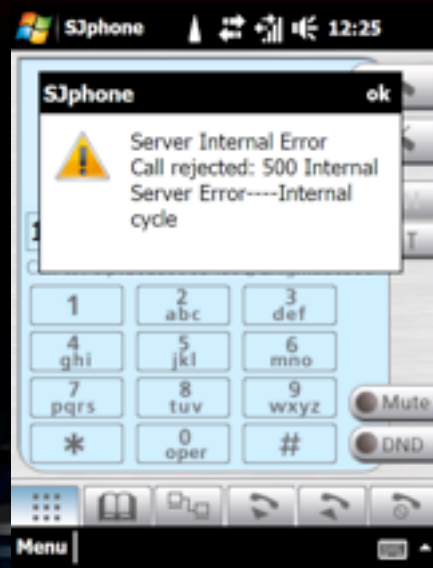 SJphone 12:25
SJphone ok
Server Internal Error
Call rejected: 500 Internal
Server Error----Internal
cycle
1
T
1 2 abc 3 def
4 ghi 5 jkl 6 mno
7 pqrs 8 tuv 9 wxyz
Mute
* 0 oper #
DND
Menu